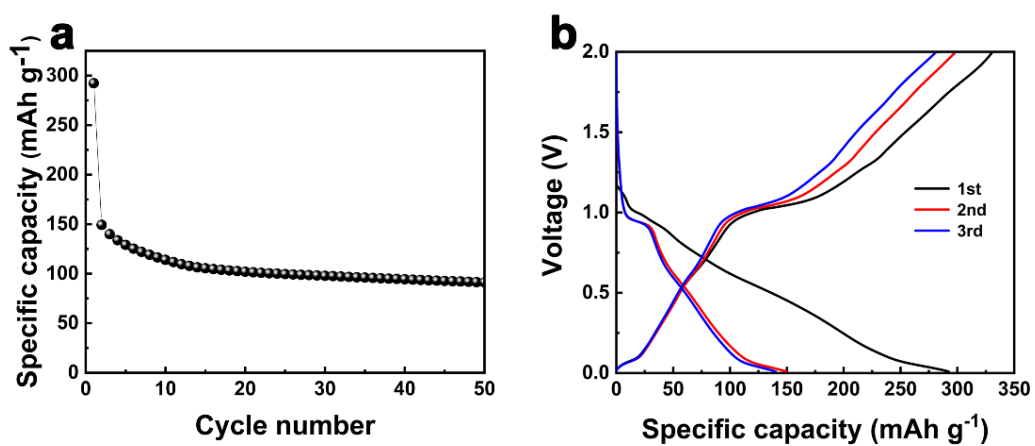 a
Specific capacity (mAh g⁻¹)
300
250
200
150
100
50
0
0
10
20
30
40
50
Cycle number
b
Voltage (V)
2.0
1.5
1.0
0.5
0.0
1st
2nd
3rd
0
50
100
150
200
250
300
350
Specific capacity (mAh g⁻¹)